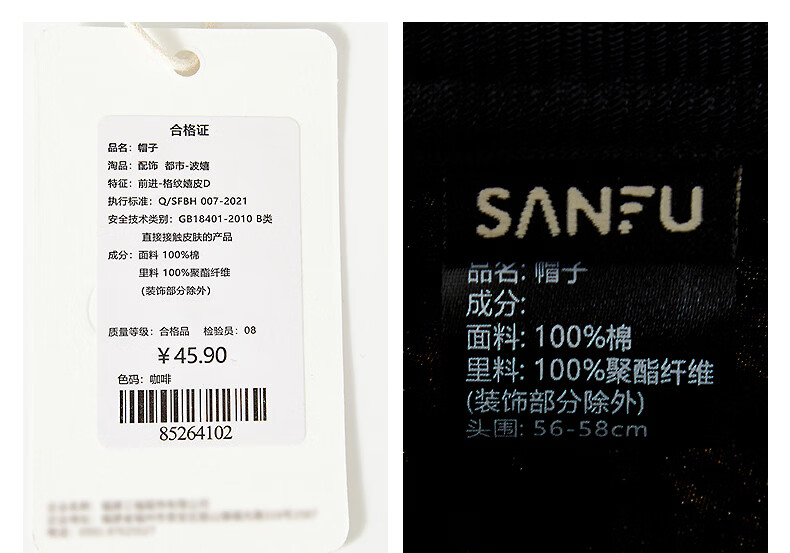 合格证
品名：帽子
淘品：配饰 都市-波嬉
特征：前进-格纹嬉皮D
执行标准：Q/SFBH 007-2021
安全技术类别：GB18401-2010 B类
直接接触皮肤的产品
成分：面料 100%棉
里料 100%聚酯纤维
(装饰部分除外)
质量等级：合格品 检验员：08
￥45.90
色码：咖啡
85264102
SANFU
品名: 帽子
成分:
面料: 100%棉
里料: 100%聚酯纤维
(装饰部分除外)
头围: 56-58cm